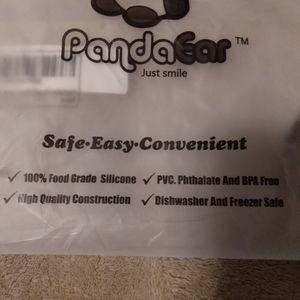 PandaEar™
Just smile
Safe·Easy·Convenient
✓ 100% Food Grade Silicone ✓ PVC. Phthalate And BPA Free
✓ High Quality Construction ✓ Dishwasher And Freezer Safe